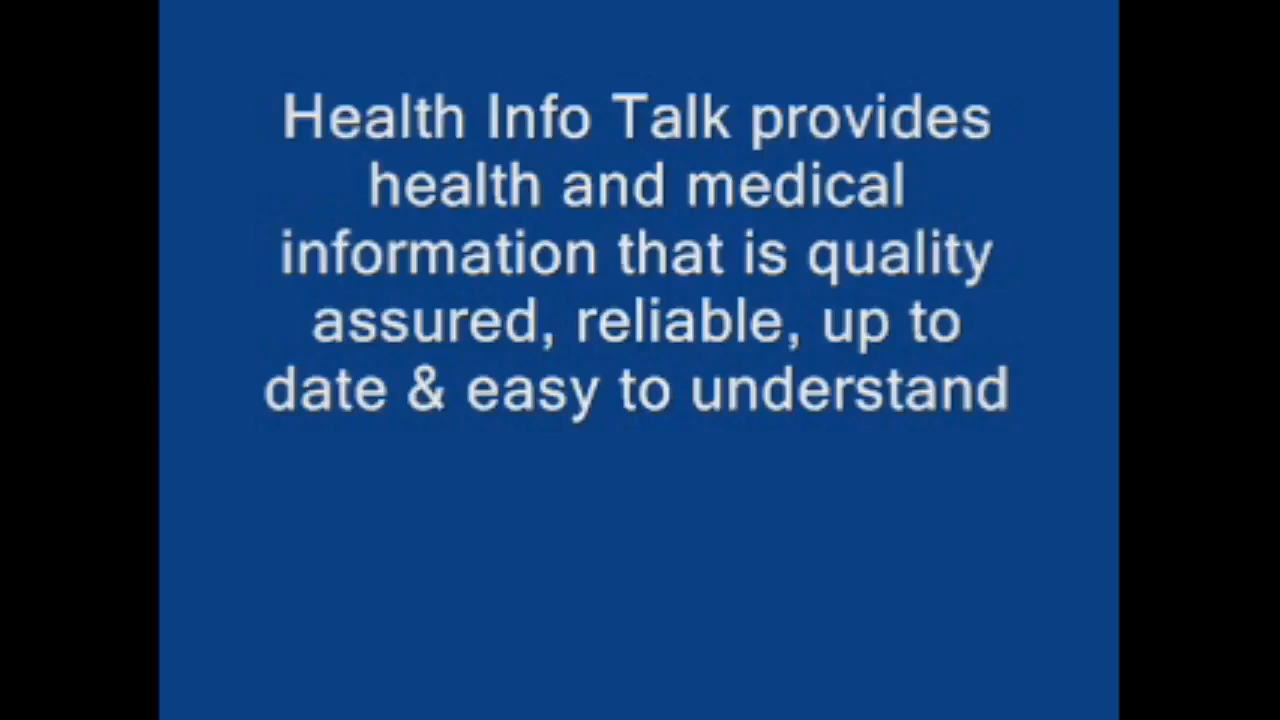 Health Info Talk provides
health and medical
information that is quality
assured, reliable, up to
date & easy to understand